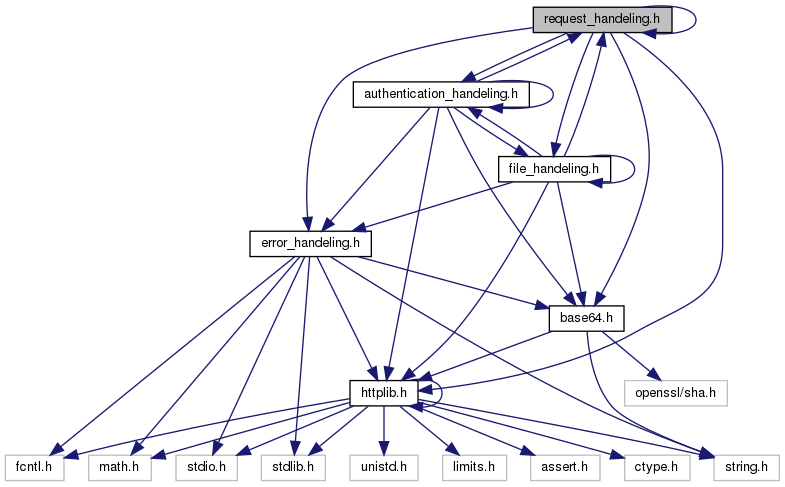 request_handeling.h
authentication_handeling.h
file_handeling.h
error_handeling.h
base64.h
httplib.h
openssl/sha.h
fcntl.h
math.h
stdio.h
stdlib.h
unistd.h
limits.h
assert.h
ctype.h
string.h